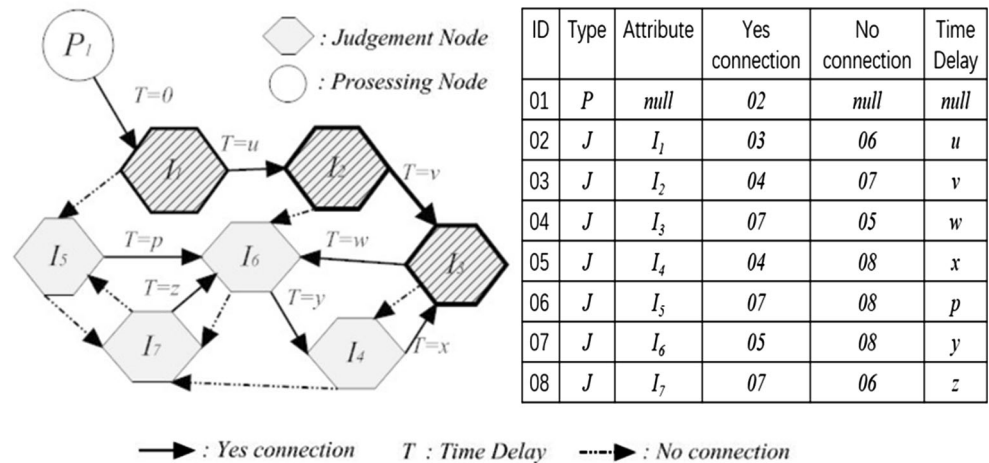 P1
: Judgement Node
: Prosessing Node
T=0
I1
T=u
I2
T=v
I5
T=p
I6
T=w
I3
T=z
T=y
I7
I4
T=x
ID Type Attribute Yes connection No connection Time Delay
01 P null 02 null null
02 J I1 03 06 u
03 J I2 04 07 v
04 J I3 07 05 w
05 J I4 04 08 x
06 J I5 07 08 p
07 J I6 05 08 y
08 J I7 07 06 z
: Yes connection T : Time Delay : No connection